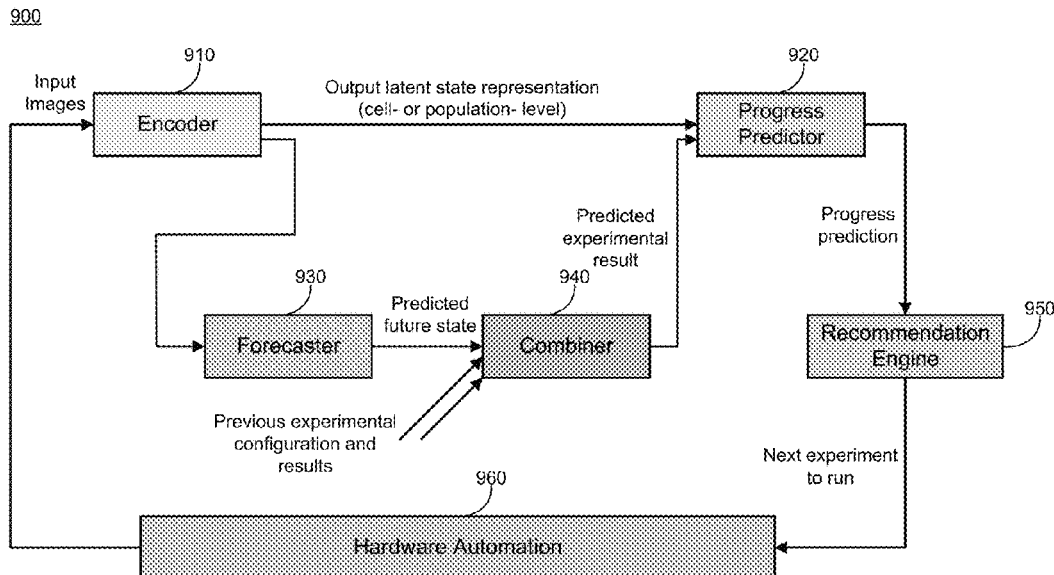 900
910
920
Input
Images
Output latent state representation
(cell- or population- level)
Encoder
Progress
Predictor
Predicted
experimental
result
Progress
prediction
930
940
950
Predicted
future state
Forecaster
Combiner
Recommendation
Engine
Previous experimental
configuration and
results
Next experiment
to run
960
Hardware Automation